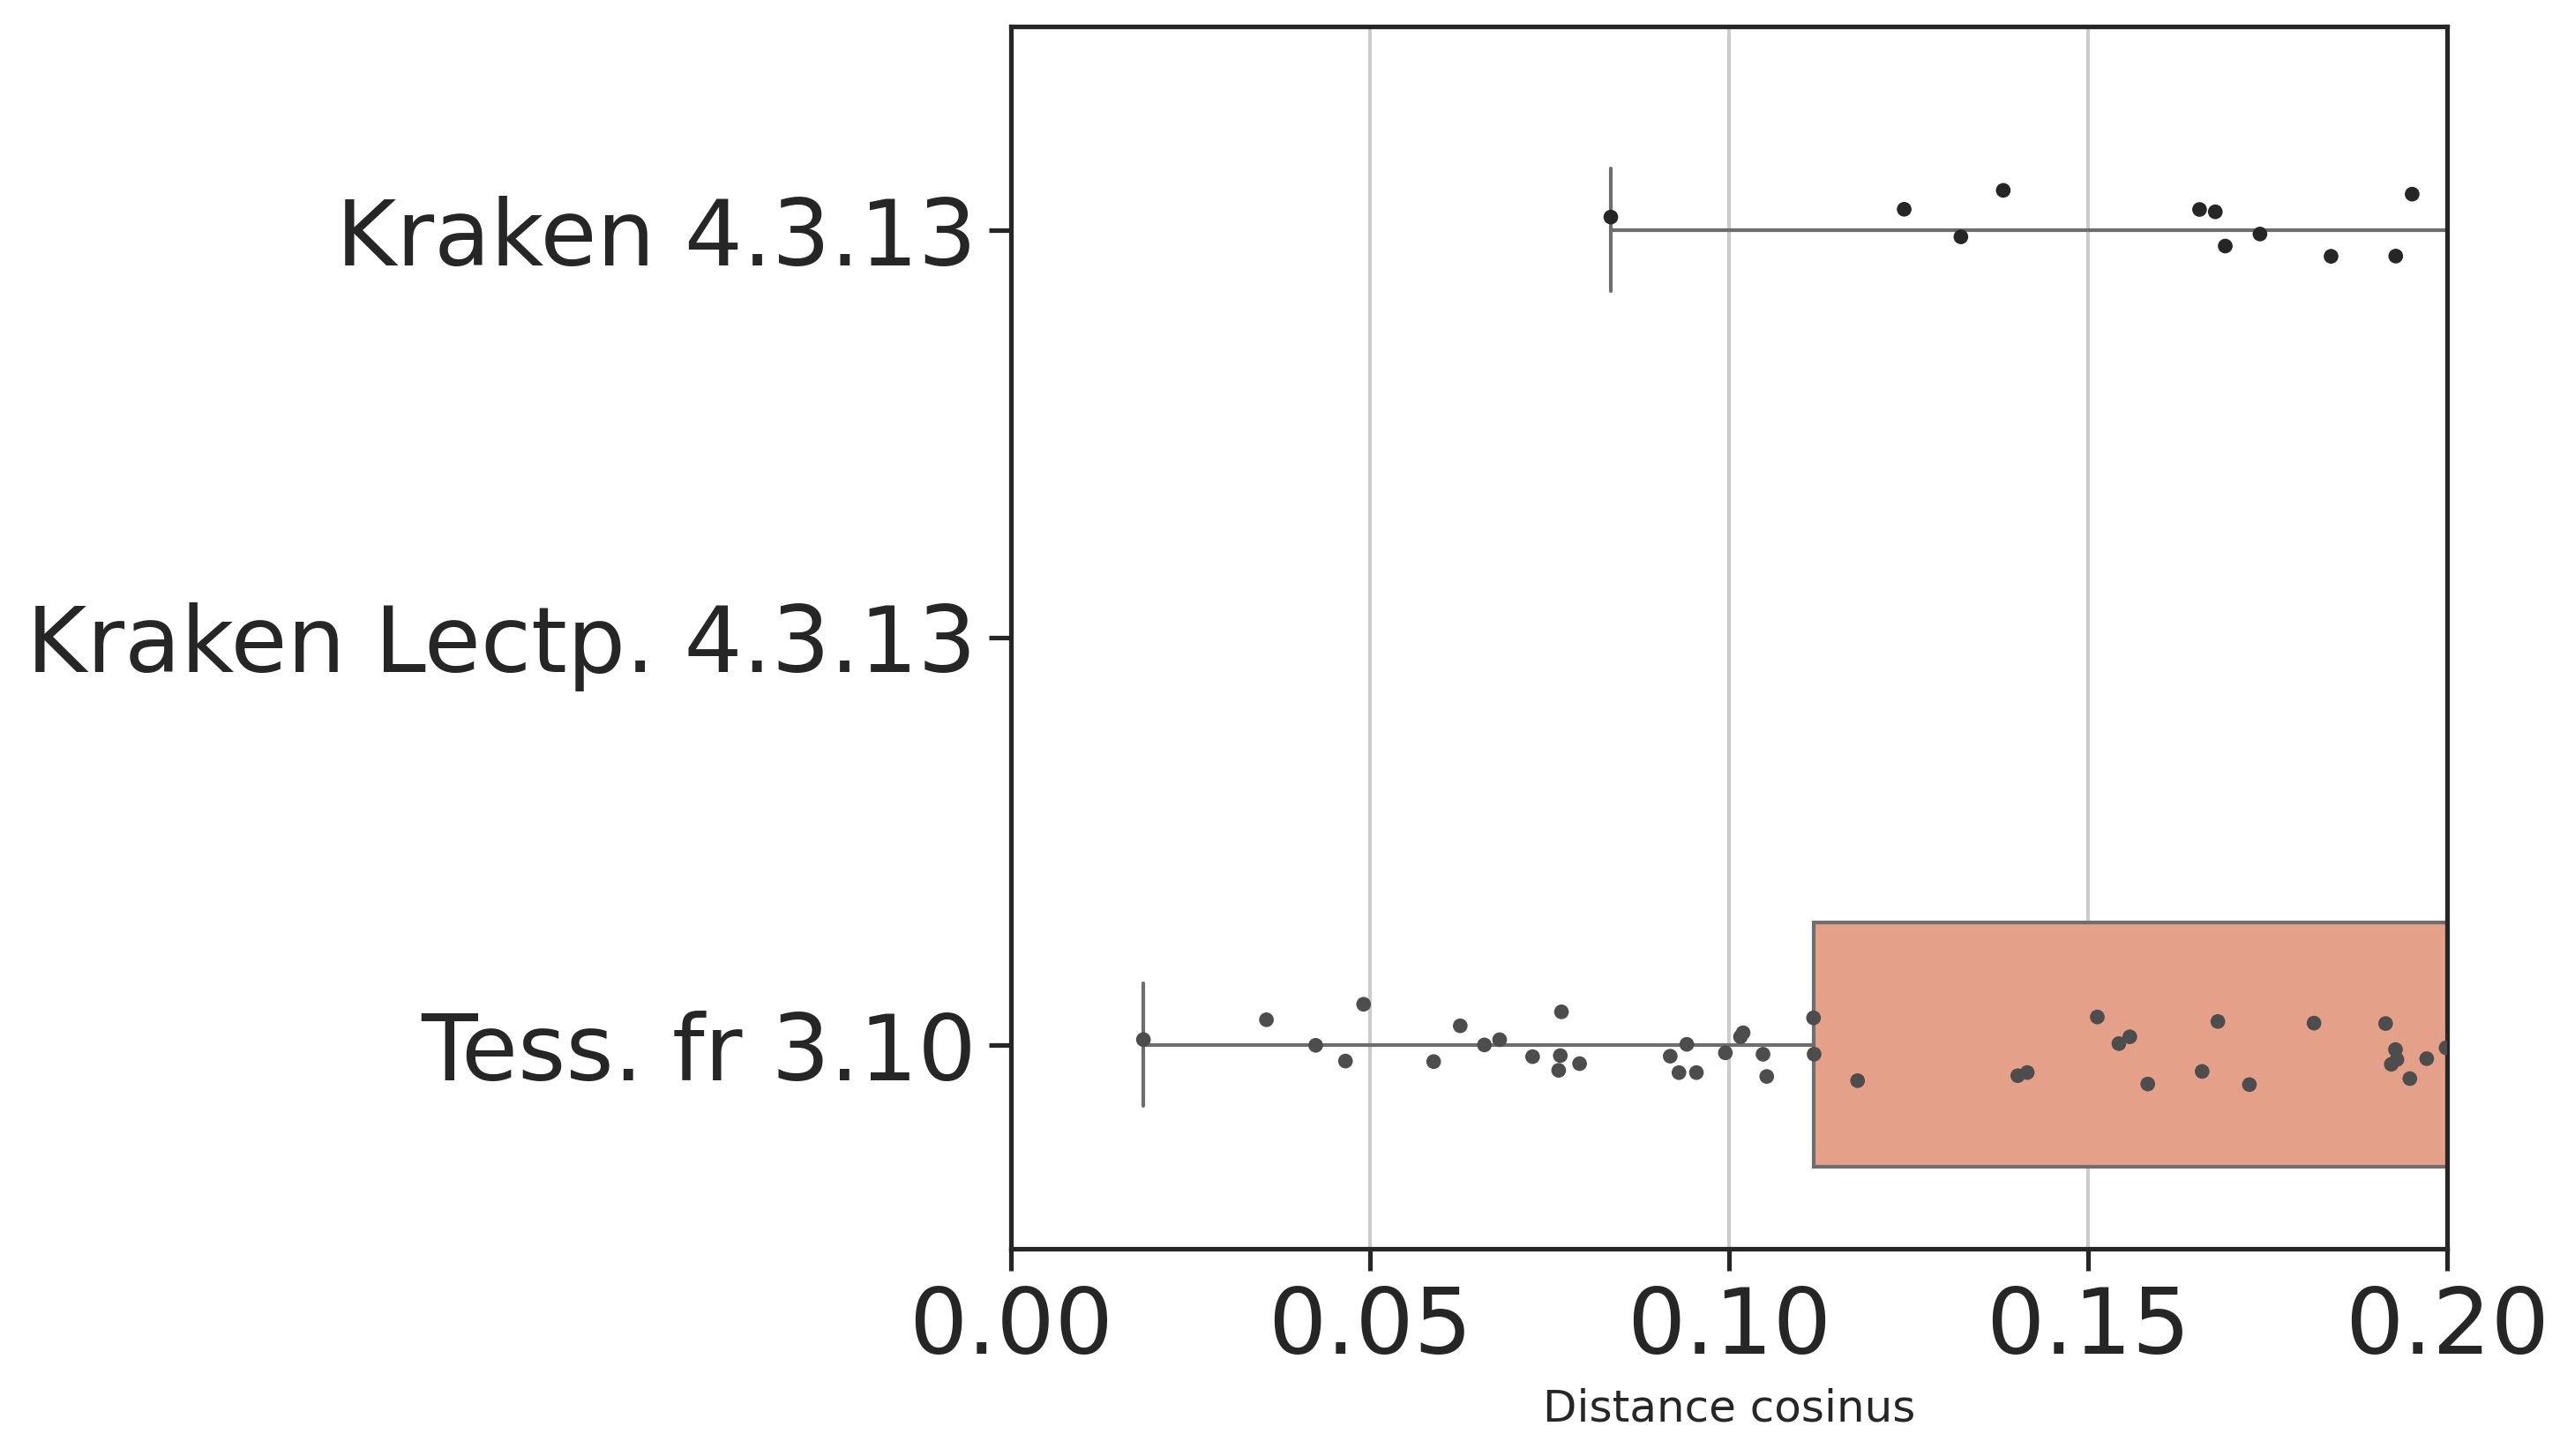 Kraken 4.3.13
Kraken Lectp. 4.3.13
Tess. fr 3.10
0.00 0.05 0.10 0.15 0.20
Distance cosinus